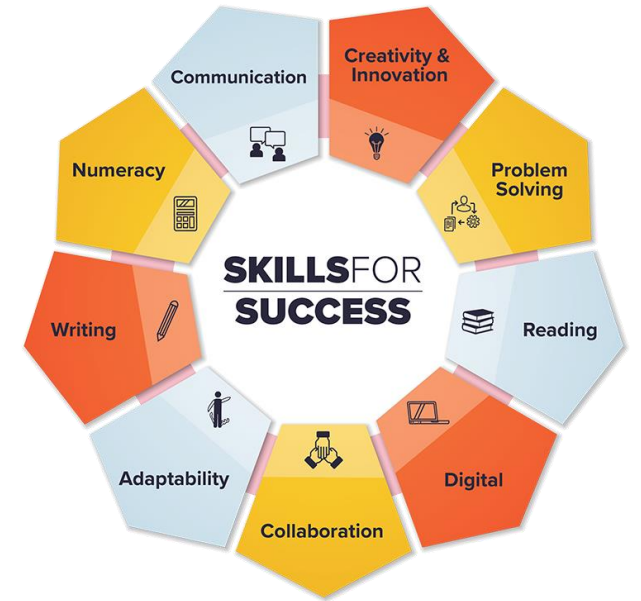 Communication
Creativity &
Innovation
Problem
Solving
Reading
Digital
Collaboration
Adaptability
Writing
Numeracy
SKILLSFOR
SUCCESS